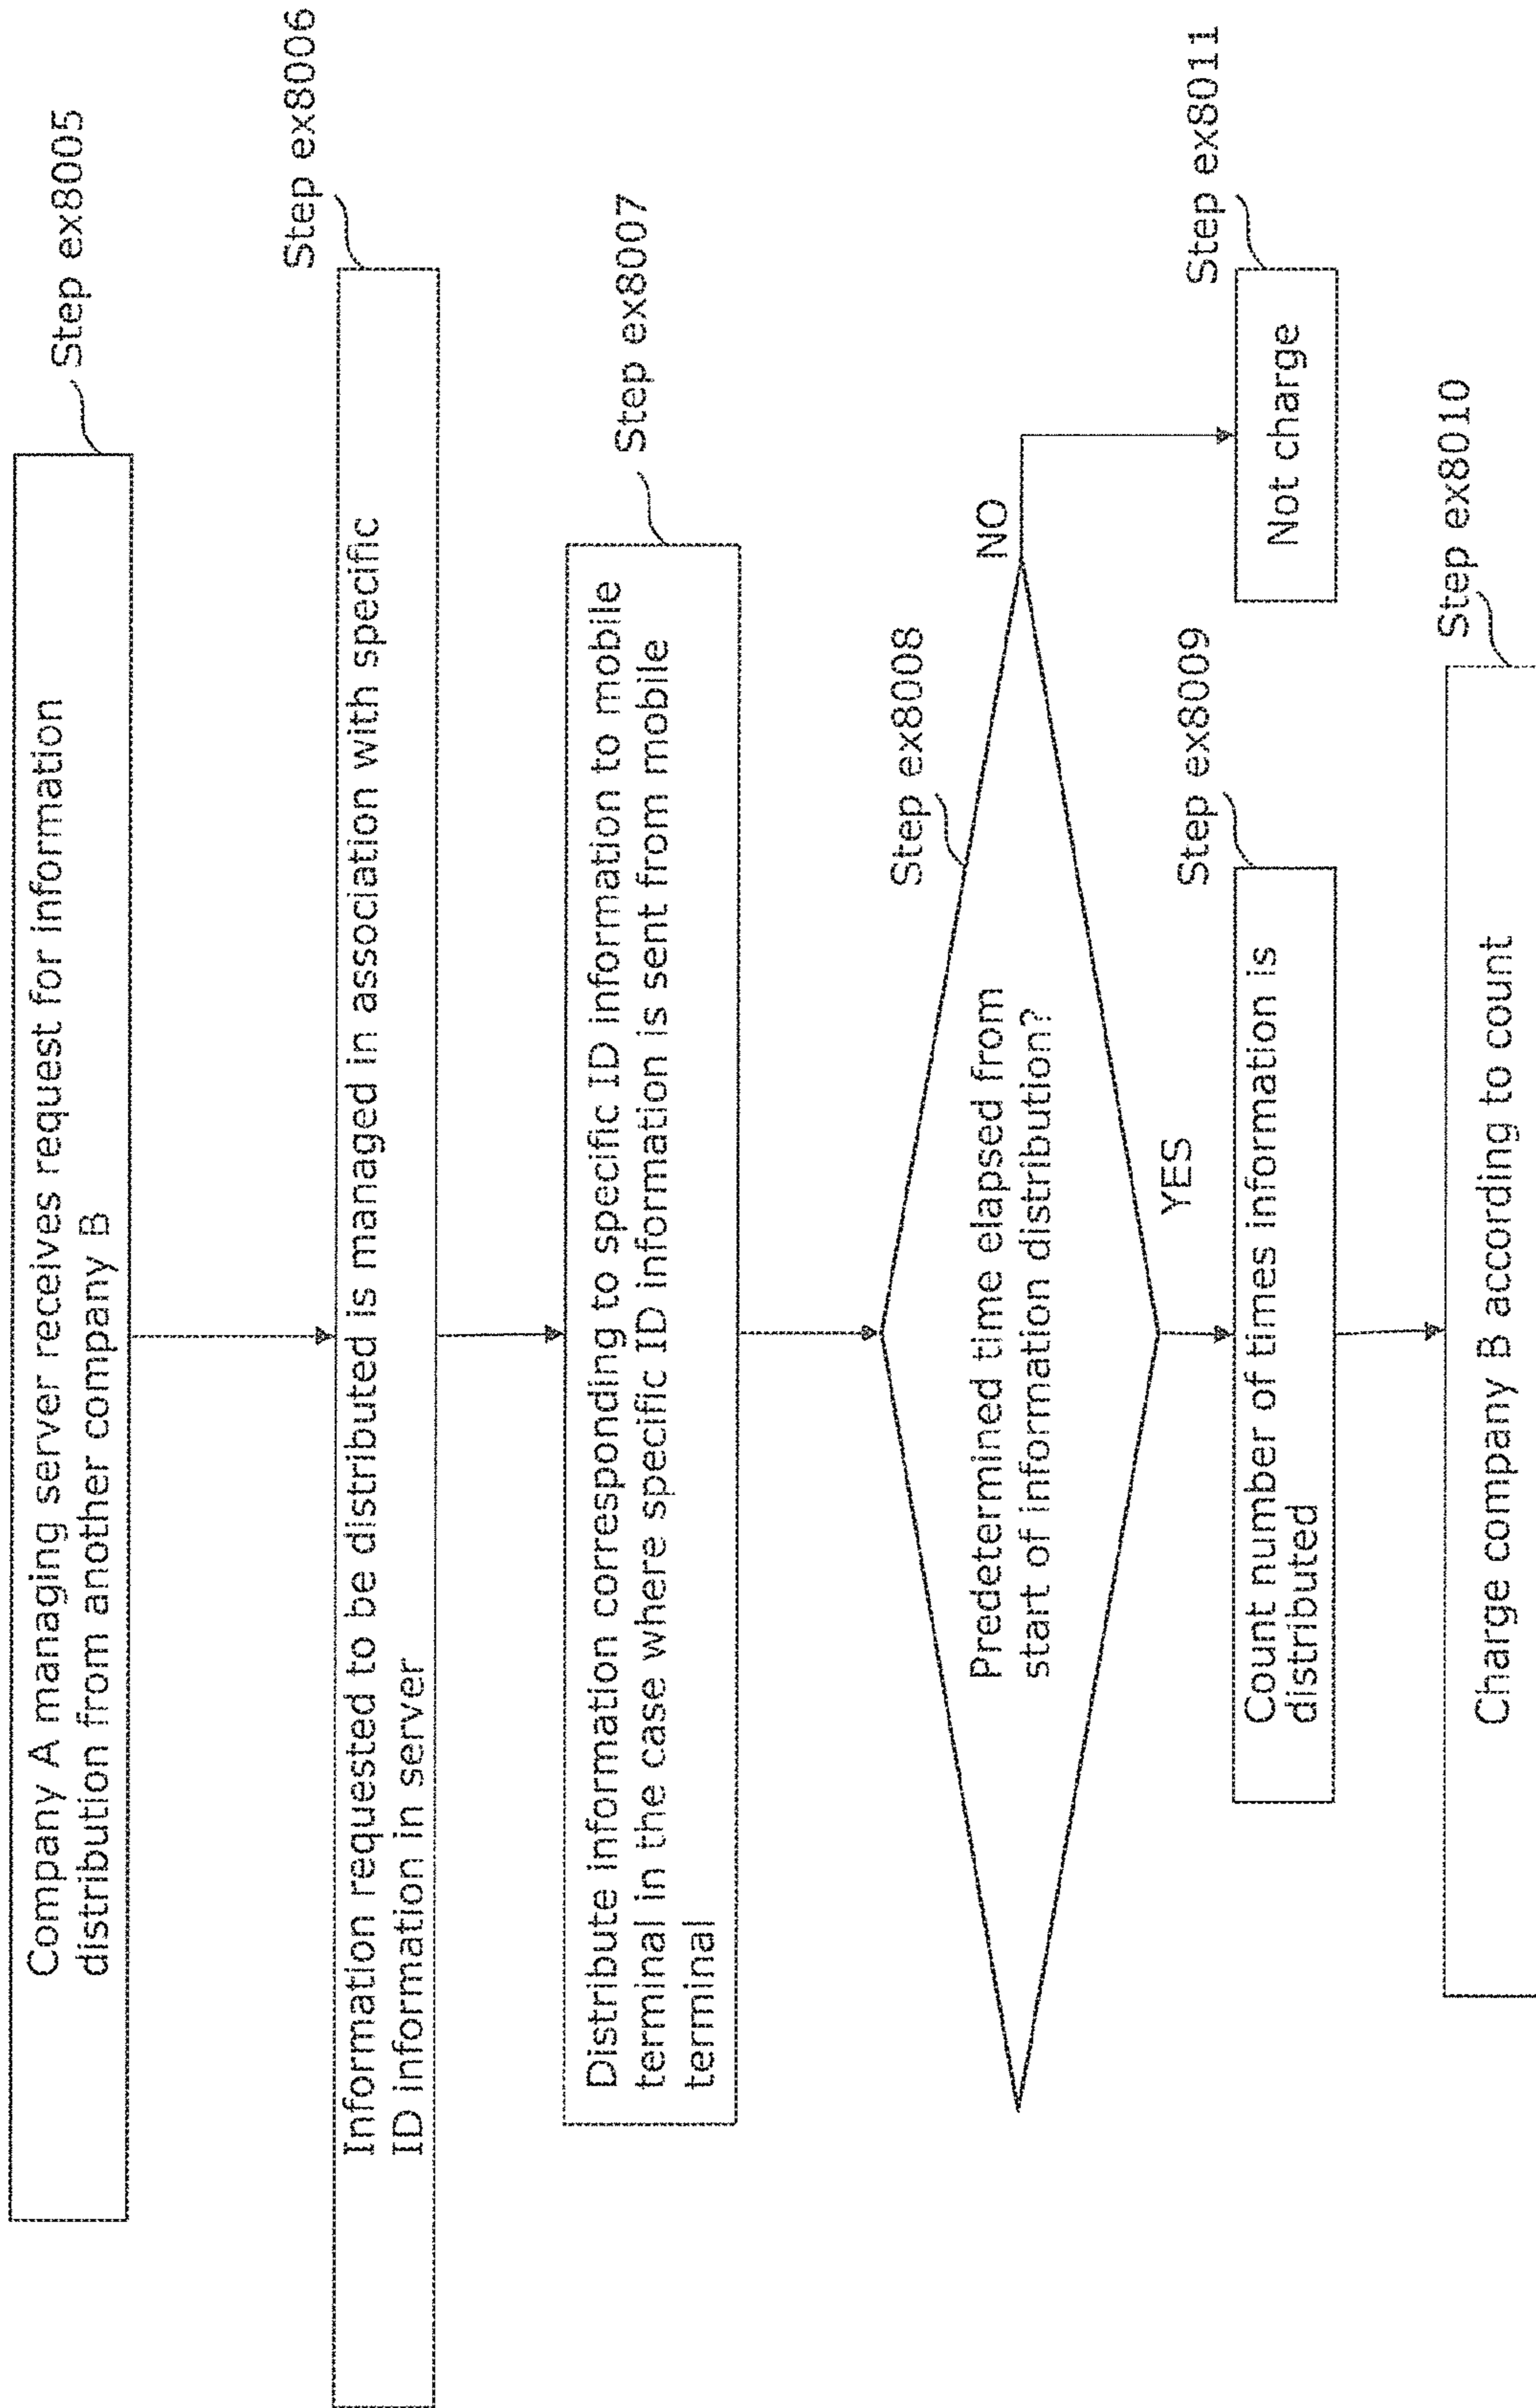 Step ex8005
Company A managing server receives request for information
distribution from another company B
Step ex8006
Information requested to be distributed is managed in association with specific
ID information in server
Step ex8007
Distribute information corresponding to specific ID information to mobile
terminal in the case where specific ID information is sent from mobile
terminal
Step ex8008
Predetermined time elapsed from
start of information distribution?
NO
YES
Step ex8009
Count number of times information is
distributed
Step ex8011
Not charge
Step ex8010
Charge company B according to count